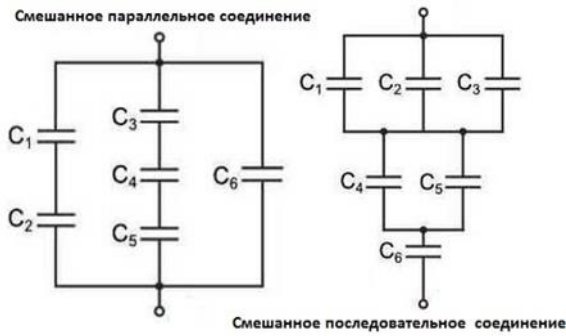 Смешанное параллельное соединение
C1 C2 C3
C1
C3
C4 C6
C4 C5
C2
C5
C6
Смешанное последовательное соединение